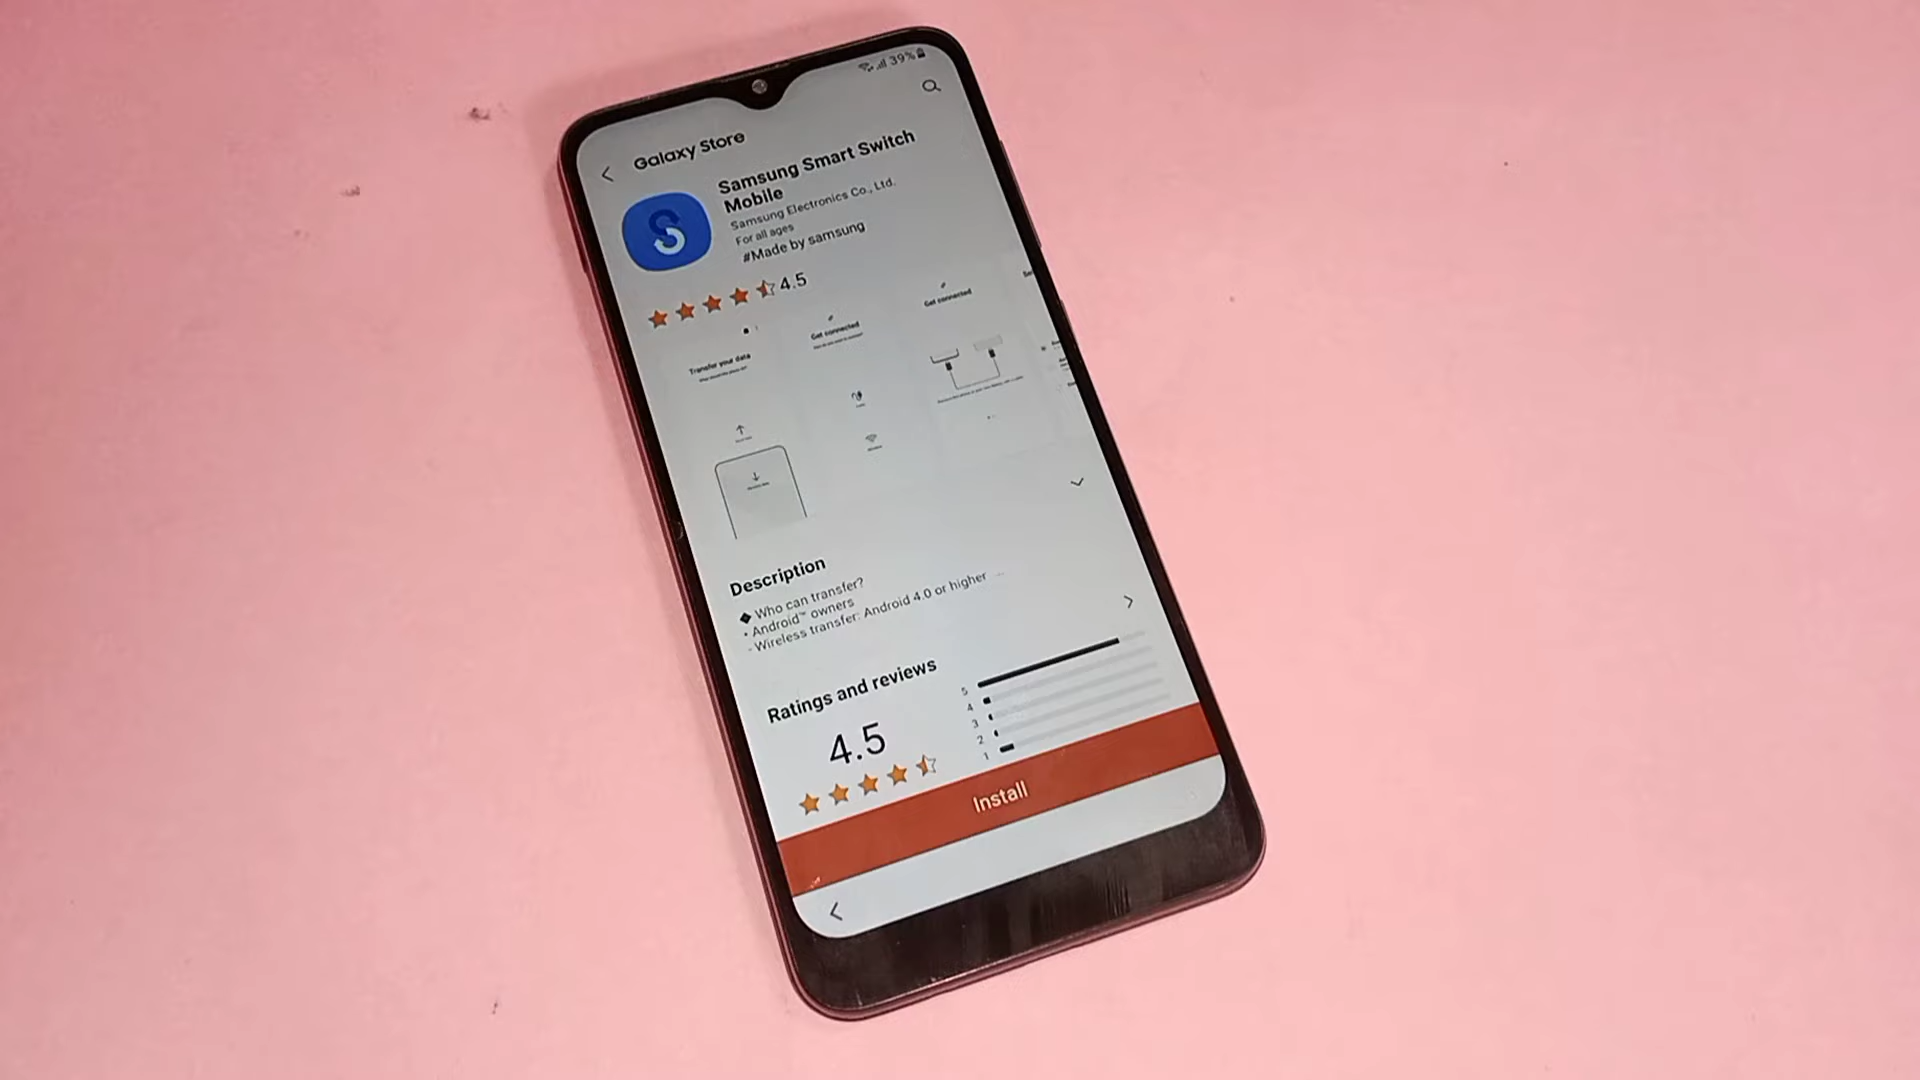 39%
Galaxy Store
Samsung Smart Switch
Mobile
Samsung Electronics Co., Ltd.
For all ages
#Made by samsung
4.5
Transfer your data
Get connected
Get connected
Description
◆ Who can transfer?
• Android™ owners
- Wireless transfer: Android 4.0 or higher ...
Ratings and reviews
4.5
5
4
3
2
1
Install